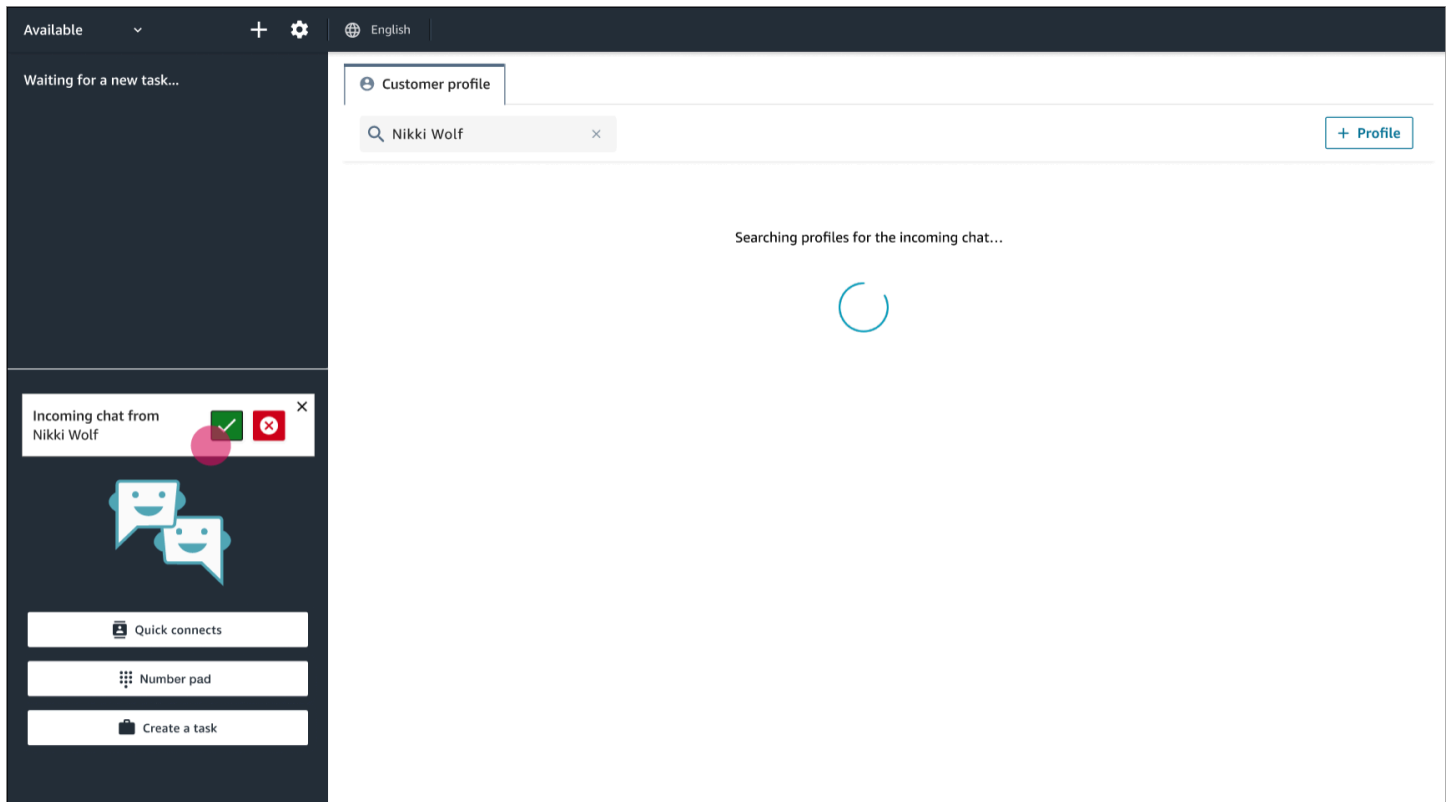 Available
English
Waiting for a new task...
Customer profile
Nikki Wolf
+ Profile
Searching profiles for the incoming chat...
Incoming chat from
Nikki Wolf
Quick connects
Number pad
Create a task